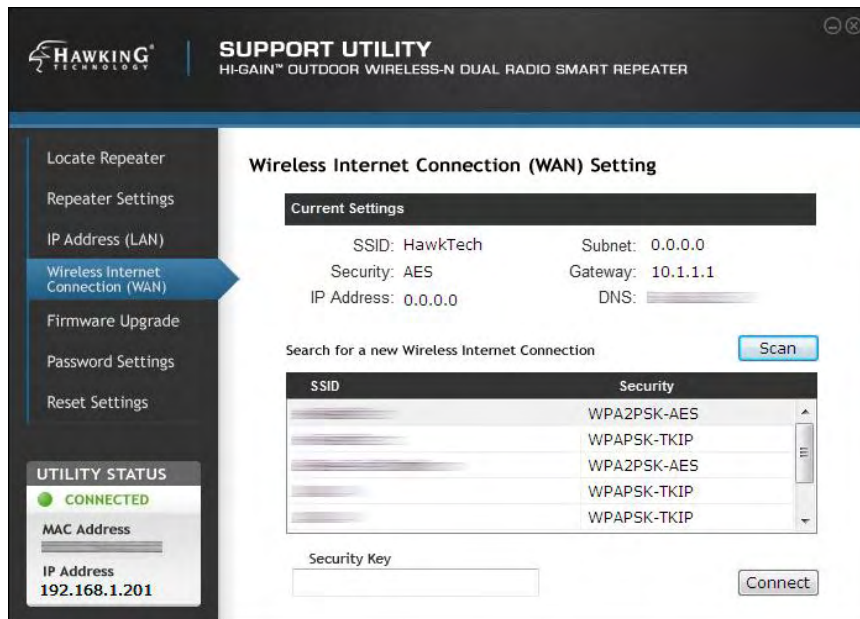 HAWKING®
TECHNOLOGY
SUPPORT UTILITY
HI-GAIN™ OUTDOOR WIRELESS-N DUAL RADIO SMART REPEATER
Locate Repeater
Repeater Settings
IP Address (LAN)
Wireless Internet
Connection (WAN)
Firmware Upgrade
Password Settings
Reset Settings
UTILITY STATUS
CONNECTED
MAC Address
IP Address
192.168.1.201
Wireless Internet Connection (WAN) Setting
Current Settings
SSID: HawkTech Subnet: 0.0.0.0
Security: AES Gateway: 10.1.1.1
IP Address: 0.0.0.0 DNS:
Search for a new Wireless Internet Connection Scan
SSID Security
WPA2PSK-AES
WPAPSK-TKIP
WPA2PSK-AES
WPAPSK-TKIP
WPAPSK-TKIP
Security Key
Connect